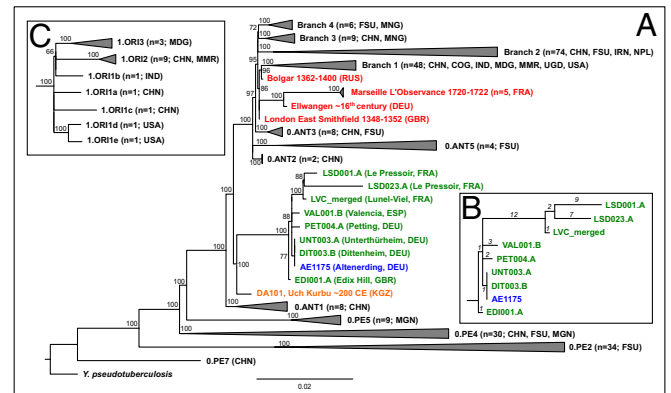 C
100
66
1.ORI3 (n=3; MDG)
100
1.ORI2 (n=9; CHN, MMR)
100
1.ORI1b (n=1; IND)
1.ORI1a (n=1; CHN)
1.ORI1c (n=1; CHN)
1.ORI1d (n=1; USA)
100
1.ORI1e (n=1; USA)
A
100
Branch 4 (n=6; FSU, MNG)
72
100
Branch 3 (n=9; CHN, MNG)
100
Branch 2 (n=74, CHN, FSU, IRN, NPL)
95
Branch 1 (n=48; CHN, COG, IND, MDG, MMR, UGD, USA)
95
96
Bolgar 1362-1400 (RUS)
100
Marseille L'Observance 1720-1722 (n=5, FRA)
97
Ellwangen ~16th century (DEU)
London East Smithfield 1348-1352 (GBR)
100
0.ANT3 (n=8; CHN, FSU)
100
0.ANT5 (n=4; FSU)
100
0.ANT2 (n=2; CHN)
100
LSD001.A (Le Pressoir, FRA)
88
LSD023.A (Le Pressoir, FRA)
100
LVC_merged (Lunel-Viel, FRA)
88
VAL001.B (Valencia, ESP)
100
PET004.A (Petting, DEU)
100
UNT003.A (Unterthürheim, DEU)
DIT003.B (Dittenheim, DEU)
77
AE1175 (Altenerding, DEU)
EDI001.A (Edix Hill, GBR)
DA101, Uch Kurbu ~200 CE (KGZ)
100
0.ANT1 (n=8; CHN)
100
0.PE5 (n=9; MGN)
100
0.PE4 (n=30; CHN, FSU, MGN)
100
0.PE2 (n=34; FSU)
0.PE7 (CHN)
Y. pseudotuberculosis
0.02
B
9
LSD001.A
2
12
7
LSD023.A
1
LVC_merged
3
VAL001.B
1
2
PET004.A
UNT003.A
1
DIT003.B
AE1175
1
EDI001.A